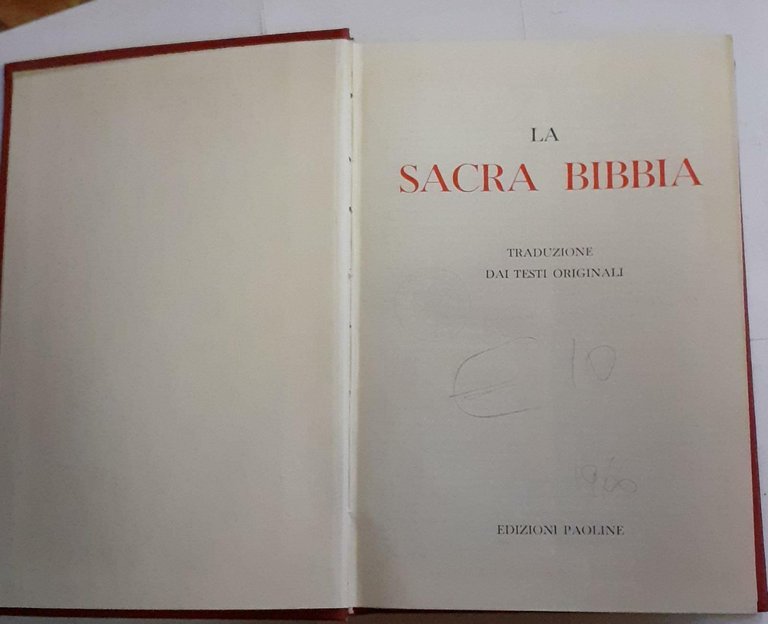 LA
SACRA BIBBIA
TRADUZIONE
DAI TESTI ORIGINALI
€ 10
EDIZIONI PAOLINE